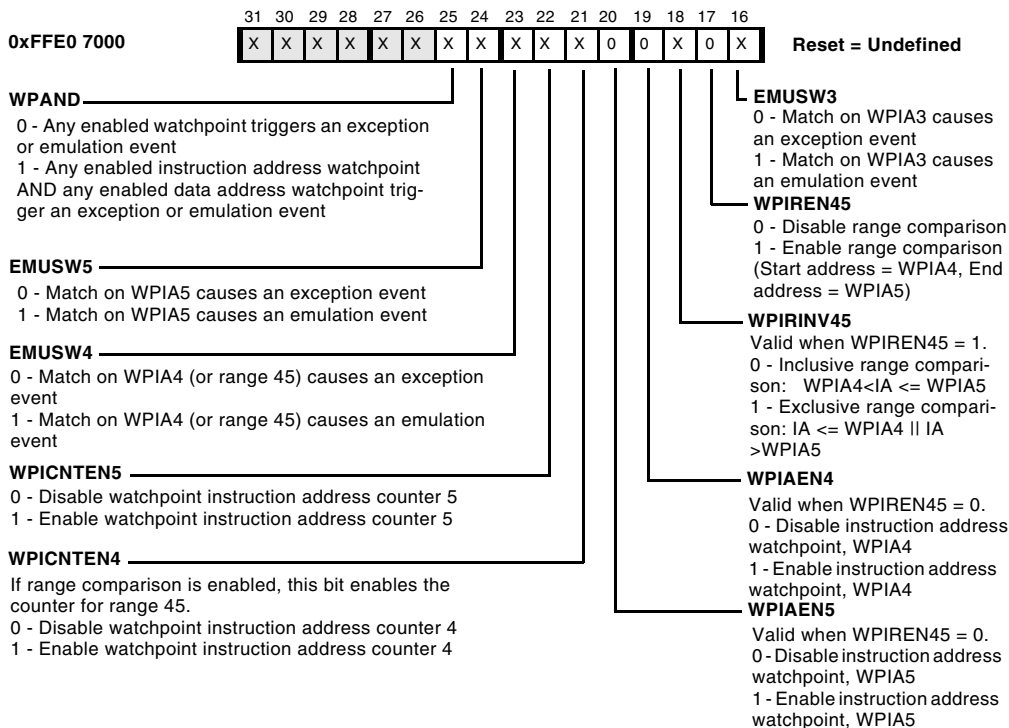 31 30 29 28 27 26 25 24 23 22 21 20 19 18 17 16
0xFFE0 7000
X X X X X X X X X X X 0 0 X 0 X
Reset = Undefined
WPAND
0 - Any enabled watchpoint triggers an exception
or emulation event
1 - Any enabled instruction address watchpoint
AND any enabled data address watchpoint trig-
ger an exception or emulation event
EMUSW5
0 - Match on WPIA5 causes an exception event
1 - Match on WPIA5 causes an emulation event
EMUSW4
0 - Match on WPIA4 (or range 45) causes an exception
event
1 - Match on WPIA4 (or range 45) causes an emulation
event
WPICNTEN5
0 - Disable watchpoint instruction address counter 5
1 - Enable watchpoint instruction address counter 5
WPICNTEN4
If range comparison is enabled, this bit enables the
counter for range 45.
0 - Disable watchpoint instruction address counter 4
1 - Enable watchpoint instruction address counter 4
EMUSW3
0 - Match on WPIA3 causes
an exception event
1 - Match on WPIA3 causes
an emulation event
WPIREN45
0 - Disable range comparison
1 - Enable range comparison
(Start address = WPIA4, End
address = WPIA5)
WPIRINV45
Valid when WPIREN45 = 1.
0 - Inclusive range compari-
son: WPIA4<IA <= WPIA5
1 - Exclusive range compari-
son: IA <= WPIA4 || IA
>WPIA5
WPIAEN4
Valid when WPIREN45 = 0.
0 - Disable instruction address
watchpoint, WPIA4
1 - Enable instruction address
watchpoint, WPIA4
WPIAEN5
Valid when WPIREN45 = 0.
0 - Disable instruction address
watchpoint, WPIA5
1 - Enable instruction address
watchpoint, WPIA5